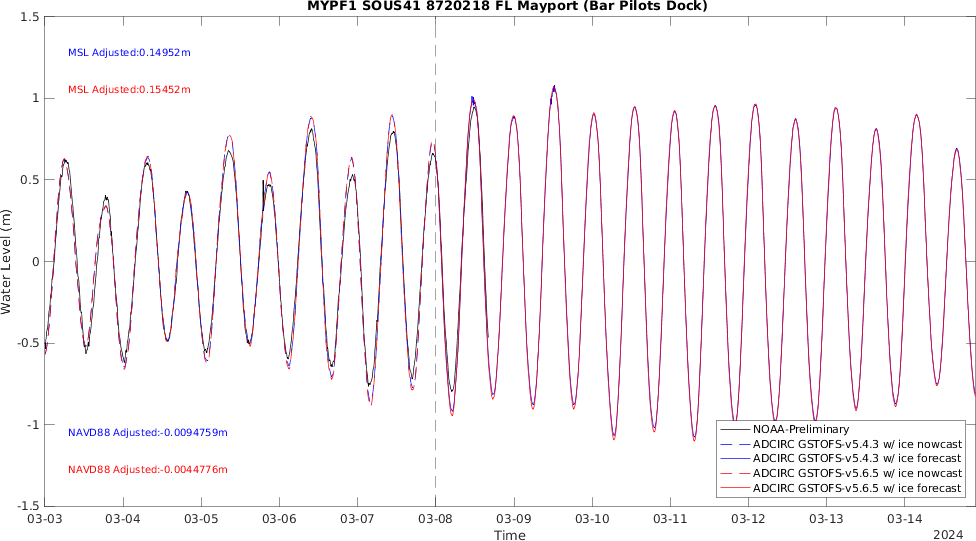 MYPF1 SOUS41 8720218 FL Mayport (Bar Pilots Dock)
1.5
1
0.5
0
-0.5
-1
-1.5
Water Level (m)
MSL Adjusted:0.14952m
MSL Adjusted:0.15452m
NAVD88 Adjusted:-0.0094759m
NAVD88 Adjusted:-0.0044776m
NOAA-Preliminary
ADCIRC GSTOFS-v5.4.3 w/ ice nowcast
ADCIRC GSTOFS-v5.4.3 w/ ice forecast
ADCIRC GSTOFS-v5.6.5 w/ ice nowcast
ADCIRC GSTOFS-v5.6.5 w/ ice forecast
03-03 03-04 03-05 03-06 03-07 03-08 03-09 03-10 03-11 03-12 03-13 03-14
Time
2024